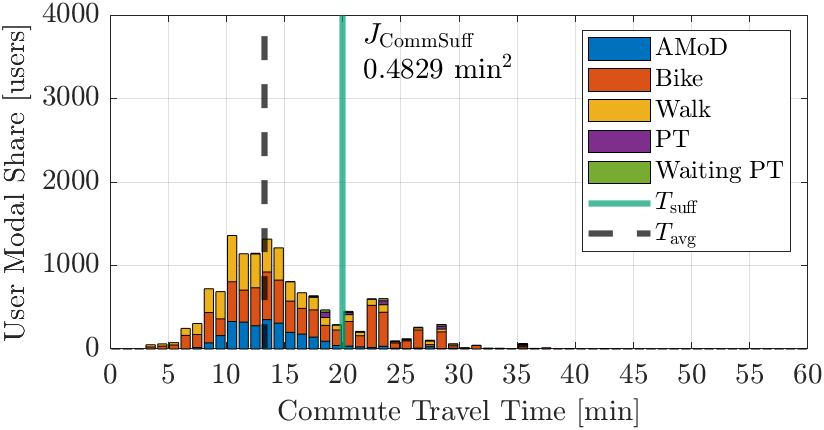 4000
3000
2000
1000
0
User Modal Share [users]
J_CommSuff
0.4829 min²
AMoD
Bike
Walk
PT
Waiting PT
T_suff
T_avg
0 5 10 15 20 25 30 35 40 45 50 55 60
Commute Travel Time [min]